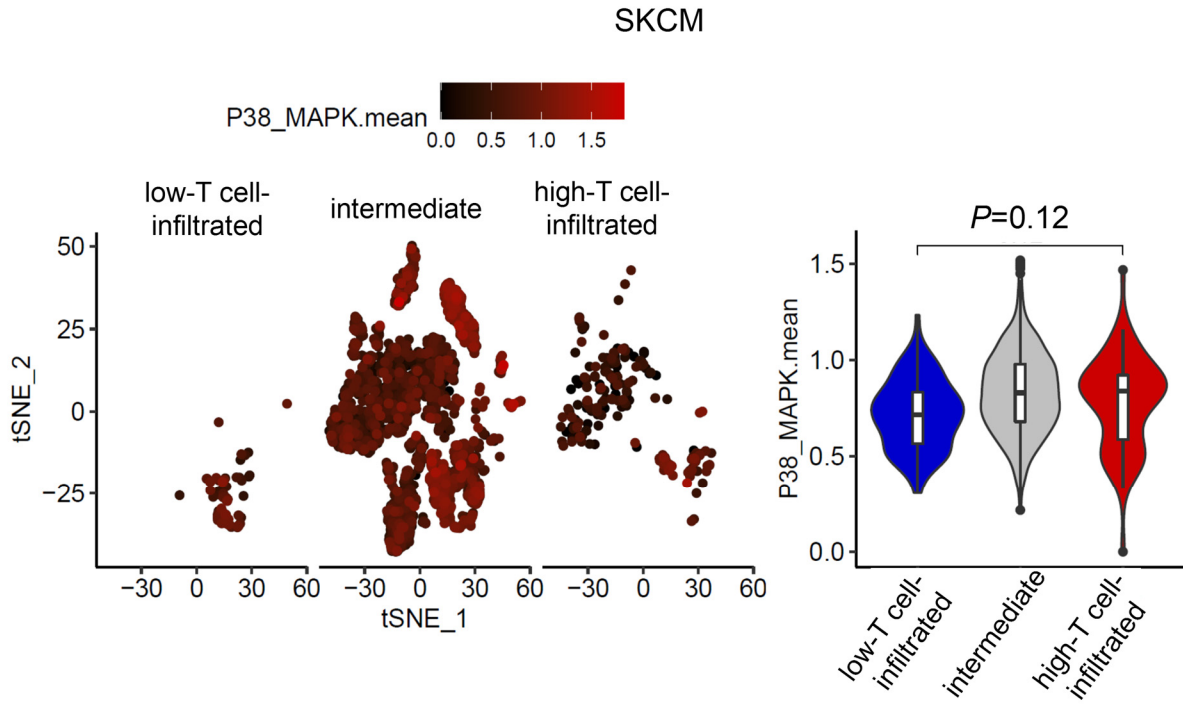 SKCM
P38_MAPK.mean
0.0 0.5 1.0 1.5
low-T cell-
infiltrated
intermediate
high-T cell-
infiltrated
tSNE_2
50
25
0
−25
−30 0 30 60
−30 0 30 60
−30 0 30 60
tSNE_1
P=0.12
P38_MAPK.mean
1.5
1.0
0.5
0.0
low-T cell-
infiltrated
intermediate
high-T cell-
infiltrated